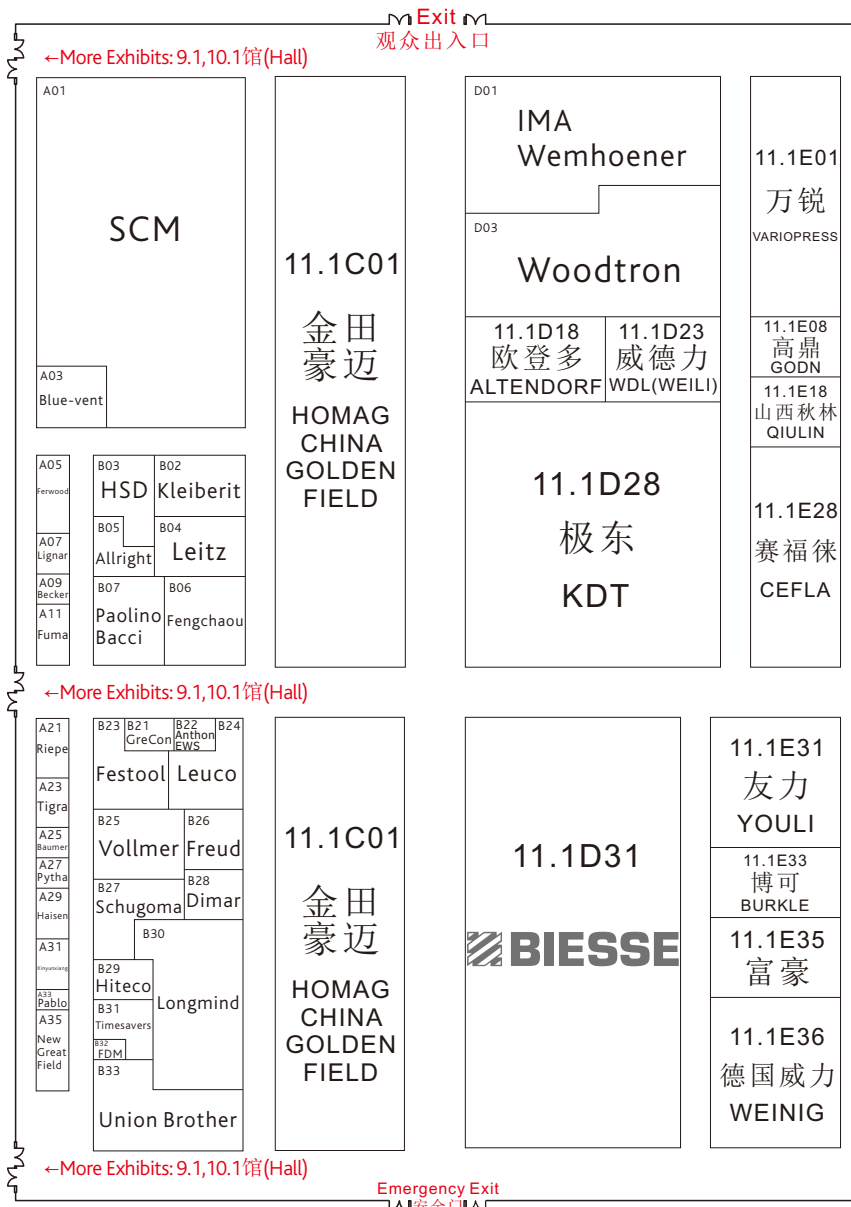 Exit
观众出入口
←More Exhibits: 9.1,10.1馆(Hall)
A01
SCM
A03
Blue-vent
11.1C01
金田
豪迈
HOMAG
CHINA
GOLDEN
FIELD
D01
IMA
Wemhoener
D03
Woodtron
11.1D18
欧登多
ALTENDORF
11.1D23
威德力
WDL(WEILI)
11.1D28
极东
KDT
11.1E01
万锐
VARIOPRESS
11.1E08
高鼎
GODN
11.1E18
山西秋林
QIULIN
11.1E28
赛福徕
CEFLA
A05
Ferwood
A07
Lignar
A09
Becker
A11
Fuma
B03
HSD
B02
Kleiberit
B05
Allright
B04
Leitz
B07
Paolino
Bacci
B06
Fengchaou
←More Exhibits: 9.1,10.1馆(Hall)
A21
Riepe
A23
Tigra
A25
Baumer
A27
Pytha
A29
Haisen
A31
Xinyunxiang
A33
Pablo
A35
New
Great
Field
B23
Festool
B21
GreCon
B22
Anthon
EWS
B24
Leuco
B25
Vollmer
B26
Freud
B27
Schugoma
B28
Dimar
B30
Longmind
B29
Hiteco
B31
Timesavers
B32
FDM
B33
Union Brother
11.1C01
金田
豪迈
HOMAG
CHINA
GOLDEN
FIELD
11.1D31
BIESSE
11.1E31
友力
YOULI
11.1E33
博可
BURKLE
11.1E35
富豪
11.1E36
德国威力
WEINIG
←More Exhibits: 9.1,10.1馆(Hall)
Emergency Exit
安全门